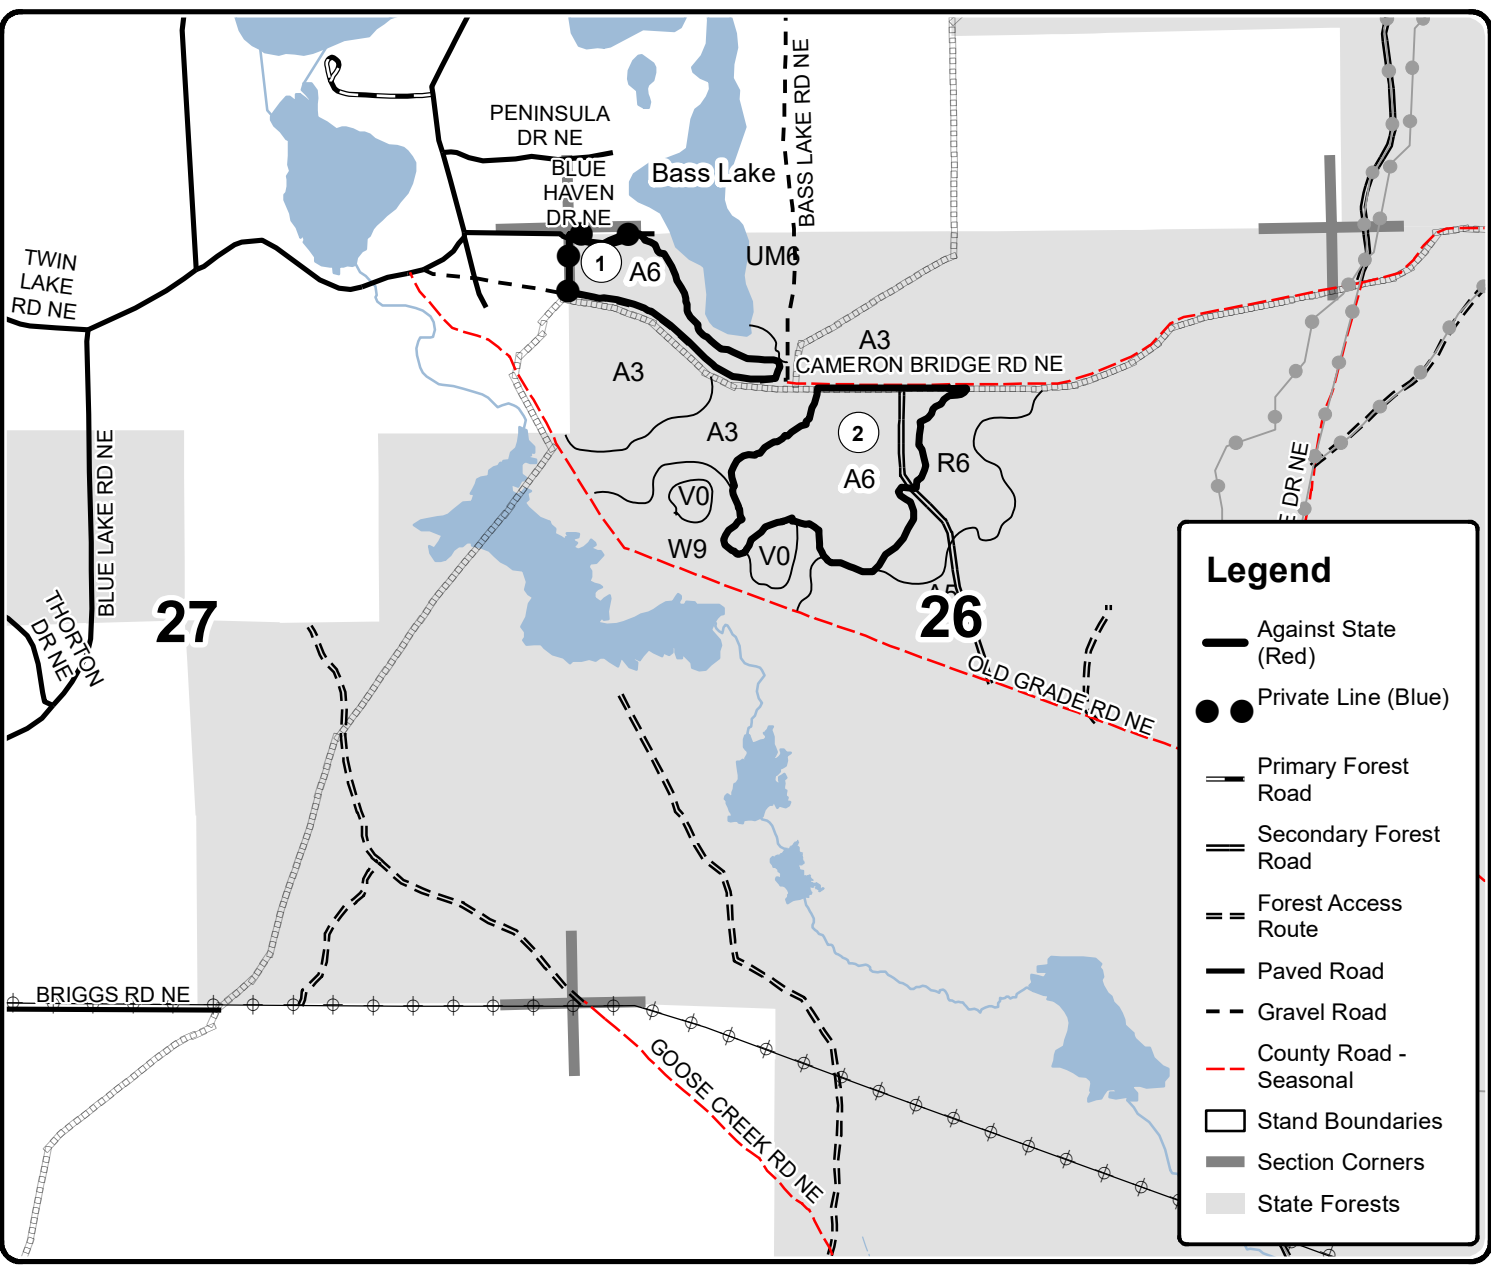 PENINSULA
DR NE
BLUE
HAVEN
DR NE
Bass Lake
BASS LAKE RD NE
UM6
1
A6
TWIN
LAKE
RD NE
A3
A3
CAMERON BRIDGE RD NE
A3
2
A6
R6
V0
W9
V0
A5
26
27
BLUE LAKE RD NE
THORTON
DR NE
OLD GRADE RD NE
E DR NE
BRIGGS RD NE
GOOSE CREEK RD NE
Legend
Against State
(Red)
Private Line (Blue)
Primary Forest
Road
Secondary Forest
Road
Forest Access
Route
Paved Road
Gravel Road
County Road -
Seasonal
Stand Boundaries
Section Corners
State Forests